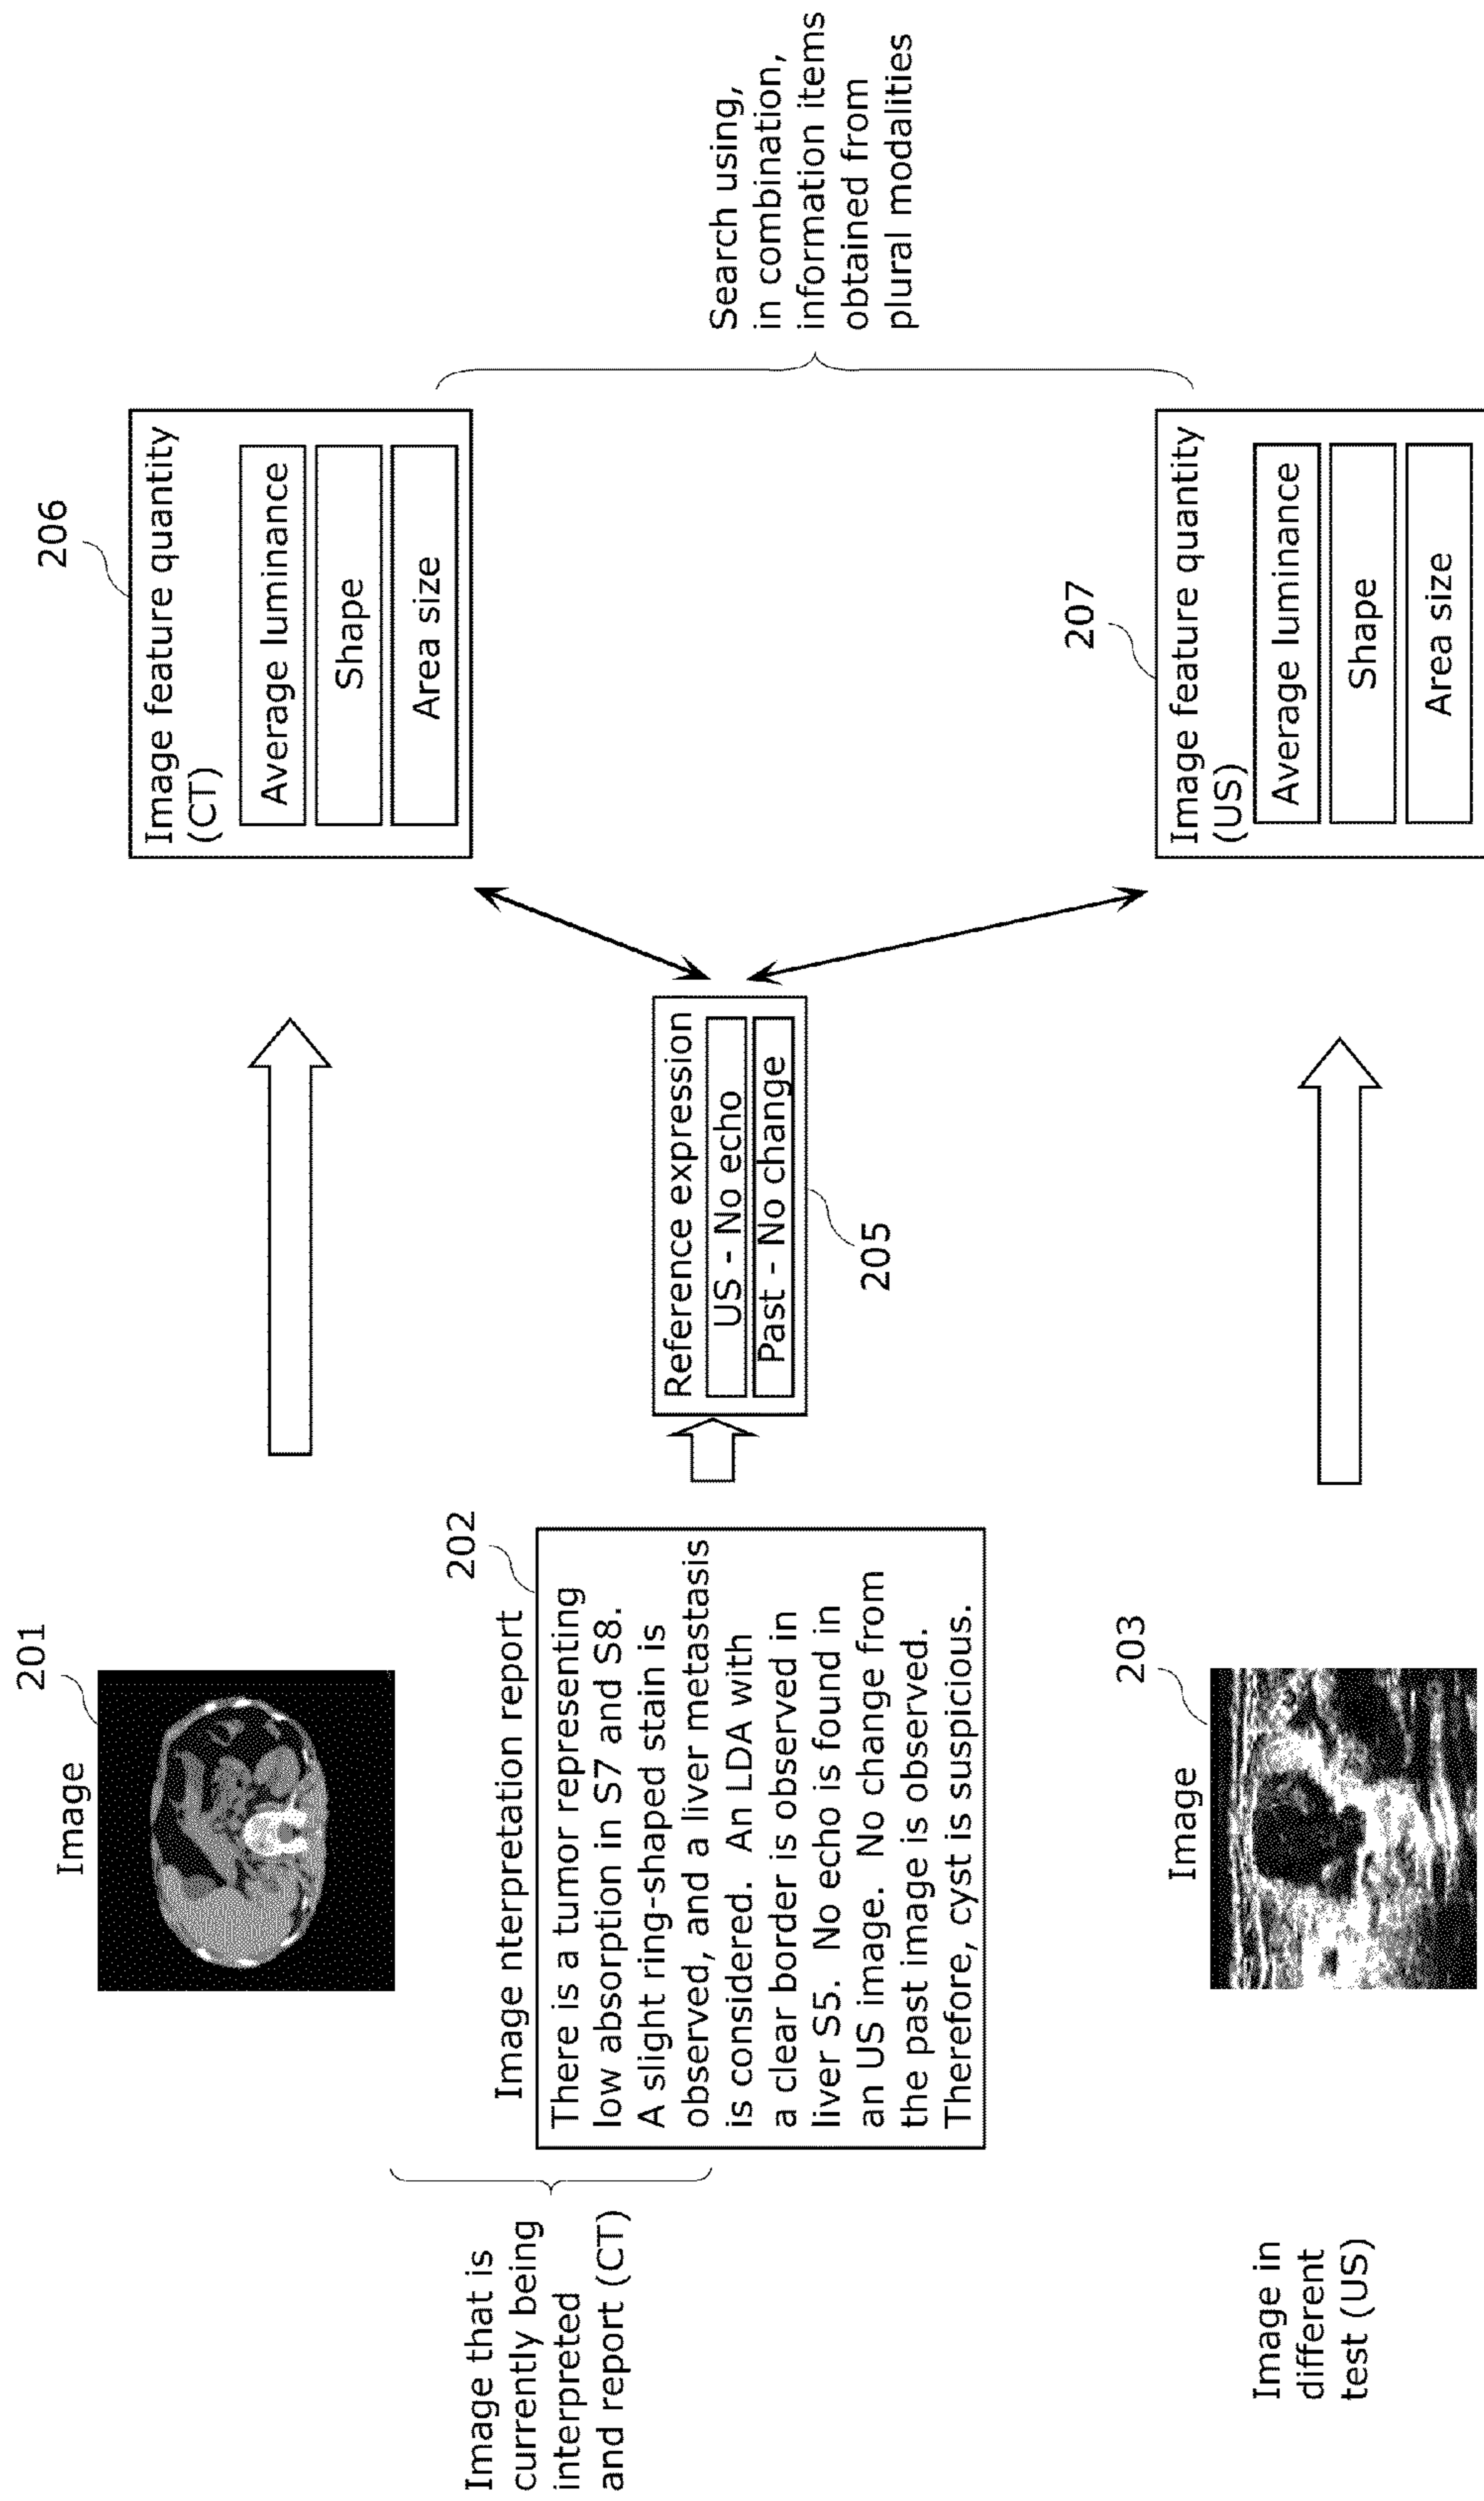 201
Image
Image that is
currently being
interpreted
and report (CT)
202
Image nterpretation report
There is a tumor representing
low absorption in S7 and S8.
A slight ring-shaped stain is
observed, and a liver metastasis
is considered. An LDA with
a clear border is observed in
liver S5. No echo is found in
an US image. No change from
the past image is observed.
Therefore, cyst is suspicious.
Image in
different
test (US)
203
Image
Reference expression
US - No echo
Past - No change
205
206
Image feature quantity
(CT)
Average luminance
Shape
Area size
207
Image feature quantity
(US)
Average luminance
Shape
Area size
Search using,
in combination,
information items
obtained from
plural modalities